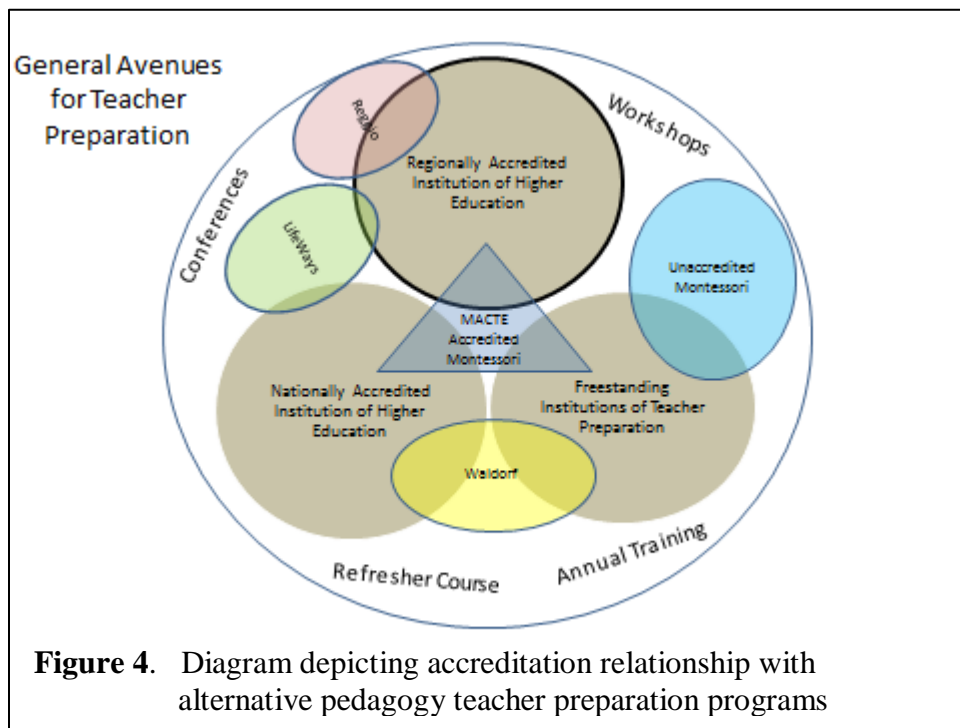 General Avenues
for Teacher
Preparation
Reggio
Workshops
Regionally Accredited
Institution of Higher
Education
Conferences
LifeWays
Unaccredited
Montessori
MACTE
Accredited
Montessori
Nationally Accredited
Institution of Higher
Education
Freestanding
Institutions of Teacher
Preparation
Waldorf
Refresher Course
Annual Training
Figure 4. Diagram depicting accreditation relationship with
alternative pedagogy teacher preparation programs